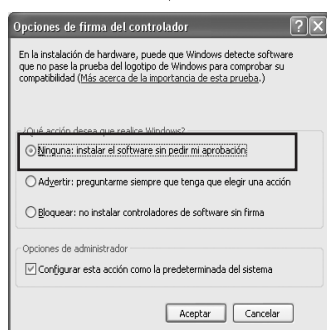 Opciones de firma del controlador
En la instalación de hardware, puede que Windows detecte software
que no pase la prueba del logotipo de Windows para comprobar su
compatibilidad (Más acerca de la importancia de esta prueba.)
¿Qué acción desea que realice Windows?
Ninguna: instalar el software sin pedir mi aprobación
Advertir: preguntarme siempre que tenga que elegir una acción
Bloquear: no instalar controladores de software sin firma
Opciones de administrador
Configurar esta acción como la predeterminada del sistema
Aceptar Cancelar